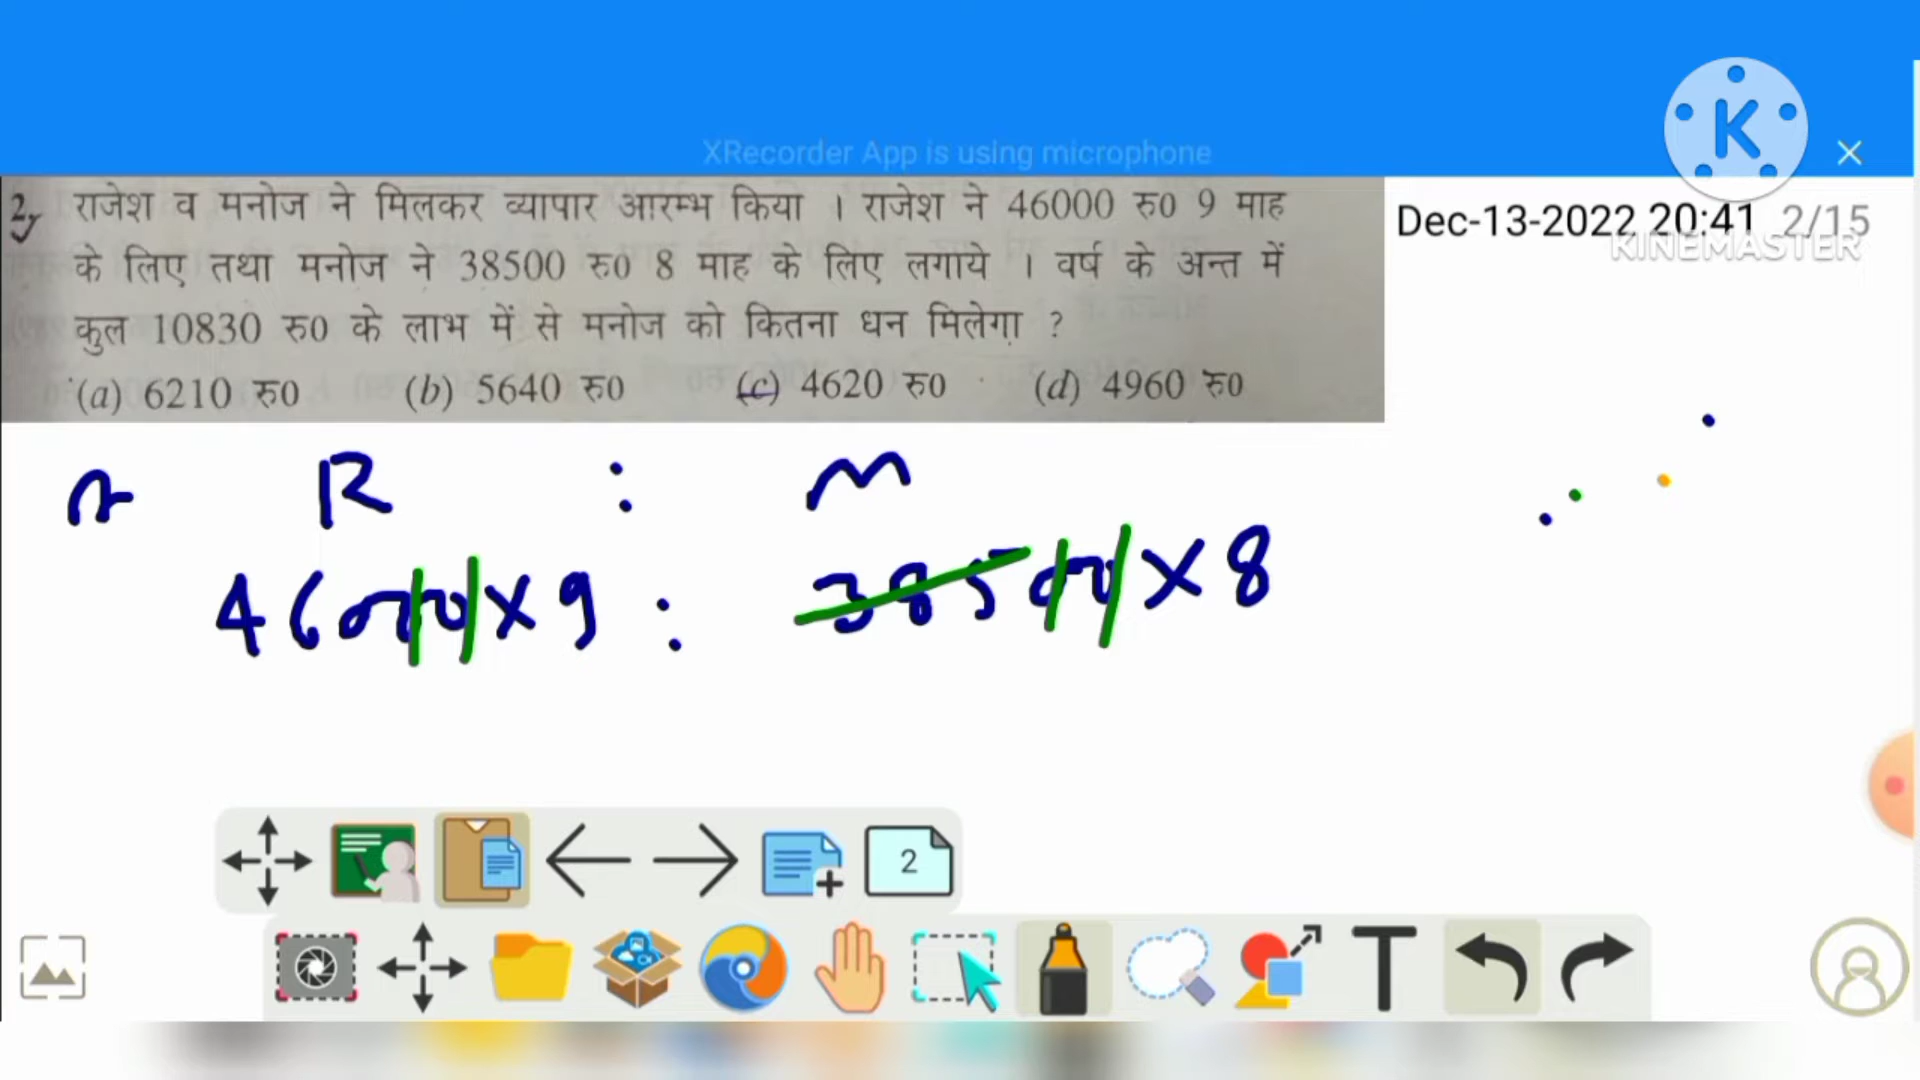 XRecorder App is using microphone
K
2, राजेश व मनोज ने मिलकर व्यापार आरम्भ किया । राजेश ने 46000 रु0 9 माह
के लिए तथा मनोज ने 38500 रु0 8 माह के लिए लगाये । वर्ष के अन्त में
कुल 10830 रु0 के लाभ में से मनोज को कितना धन मिलेगा ?
(a) 6210 रु0 (b) 5640 रु0 (c) 4620 रु0 (d) 4960 रु0
Dec-13-2022 20:41 2/15
KINEMASTER
R : M
46000 X 9 : 38500 X 8
2
T